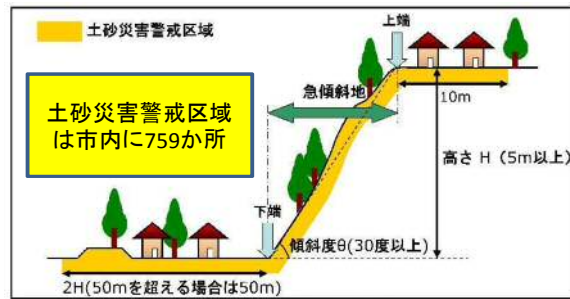 土砂災害警戒区域
上端
土砂災害警戒区域
は市内に759か所
急傾斜地
10m
高さ H (5m以上)
下端
傾斜度θ(30度以上)
2H(50mを超える場合は50m)